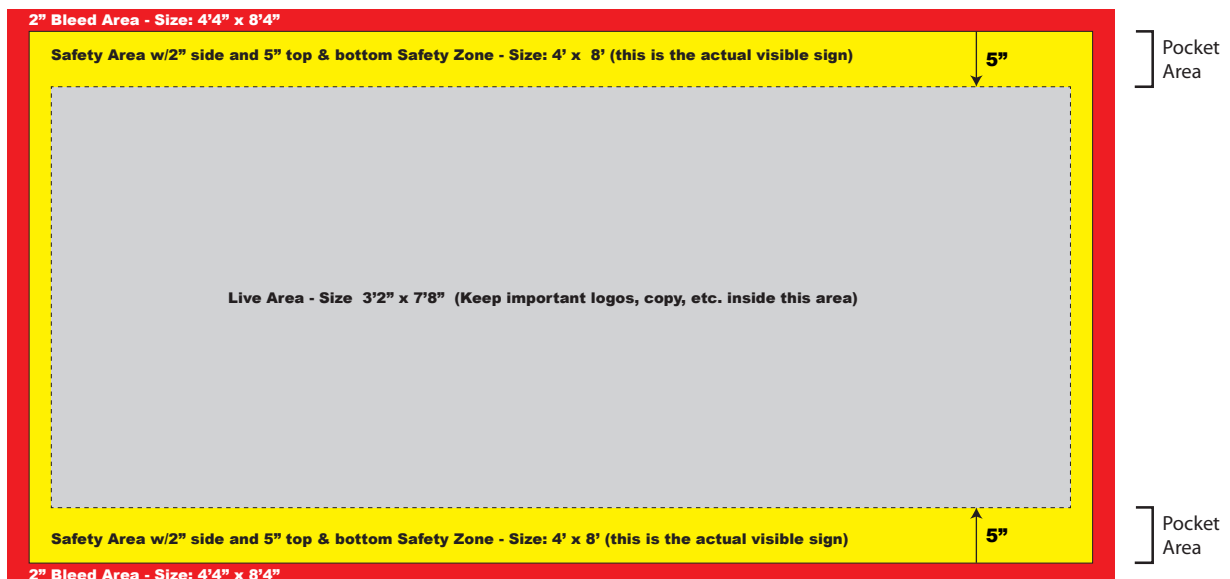 2” Bleed Area - Size: 4’4” x 8’4”
Safety Area w/2” side and 5” top & bottom Safety Zone - Size: 4’ x  8’ (this is the actual visible sign)
5”
Pocket
Area
Live Area - Size  3’2” x 7’8”  (Keep important logos, copy, etc. inside this area)
Safety Area w/2” side and 5” top & bottom Safety Zone - Size: 4’ x 8’ (this is the actual visible sign)
5”
Pocket
Area
2” Bleed Area - Size: 4’4” x 8’4”